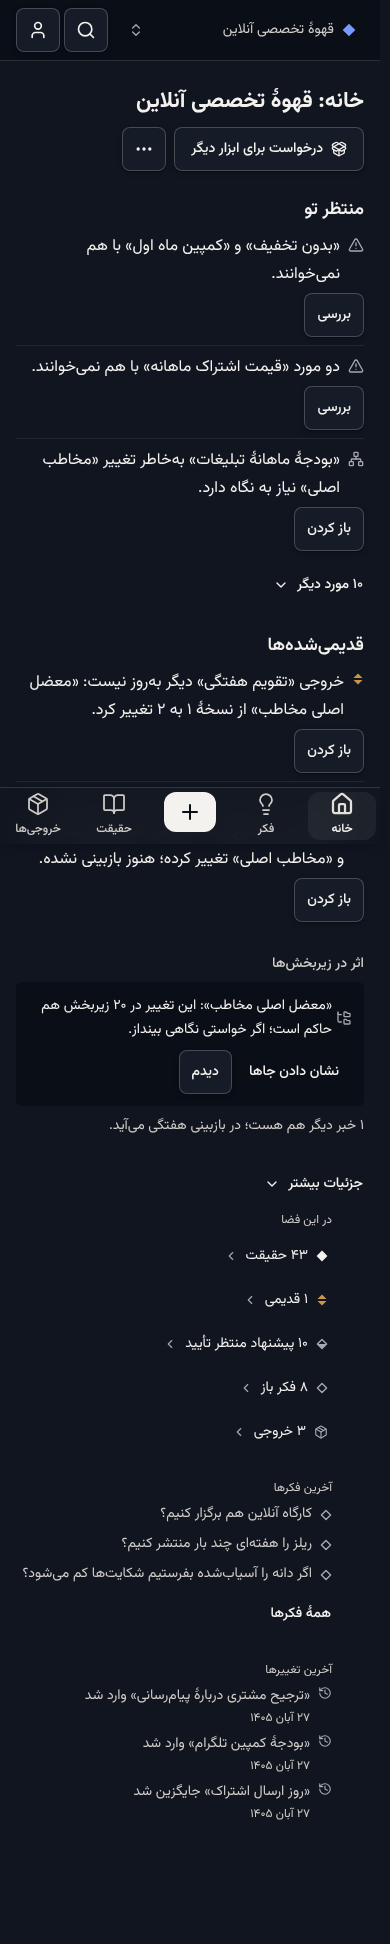 قهوهٔ تخصصی آنلاین
خانه: قهوهٔ تخصصی آنلاین
درخواست برای ابزار دیگر
منتظر تو
«بدون تخفیف» و «کمپین ماه اول» با هم
نمی‌خوانند.
بررسی
دو مورد «قیمت اشتراک ماهانه» با هم نمی‌خوانند.
بررسی
«بودجهٔ ماهانهٔ تبلیغات» به‌خاطر تغییر «مخاطب
اصلی» نیاز به نگاه دارد.
باز کردن
۱۰ مورد دیگر
قدیمی‌شده‌ها
خروجی «تقویم هفتگی» دیگر به‌روز نیست: «معضل
اصلی مخاطب» از نسخهٔ ۱ به ۲ تغییر کرد.
باز کردن
خانه
فکر
حقیقت
خروجی‌ها
و «مخاطب اصلی» تغییر کرده؛ هنوز بازبینی نشده.
باز کردن
اثر در زیربخش‌ها
«معضل اصلی مخاطب»: این تغییر در ۲۰ زیربخش هم
حاکم است؛ اگر خواستی نگاهی بینداز.
نشان دادن جاها
دیدم
۱ خبر دیگر هم هست؛ در بازبینی هفتگی می‌آید.
جزئیات بیشتر
در این فضا
۴۳ حقیقت
۱ قدیمی
۱۰ پیشنهاد منتظر تأیید
۸ فکر باز
۳ خروجی
آخرین فکرها
کارگاه آنلاین هم برگزار کنیم؟
ریلز را هفته‌ای چند بار منتشر کنیم؟
اگر دانه را آسیاب‌شده بفرستیم شکایت‌ها کم می‌شود؟
همهٔ فکرها
آخرین تغییرها
«ترجیح مشتری دربارهٔ پیام‌رسانی» وارد شد
۲۷ آبان ۱۴۰۵
«بودجهٔ کمپین تلگرام» وارد شد
۲۷ آبان ۱۴۰۵
«روز ارسال اشتراک» جایگزین شد
۲۷ آبان ۱۴۰۵